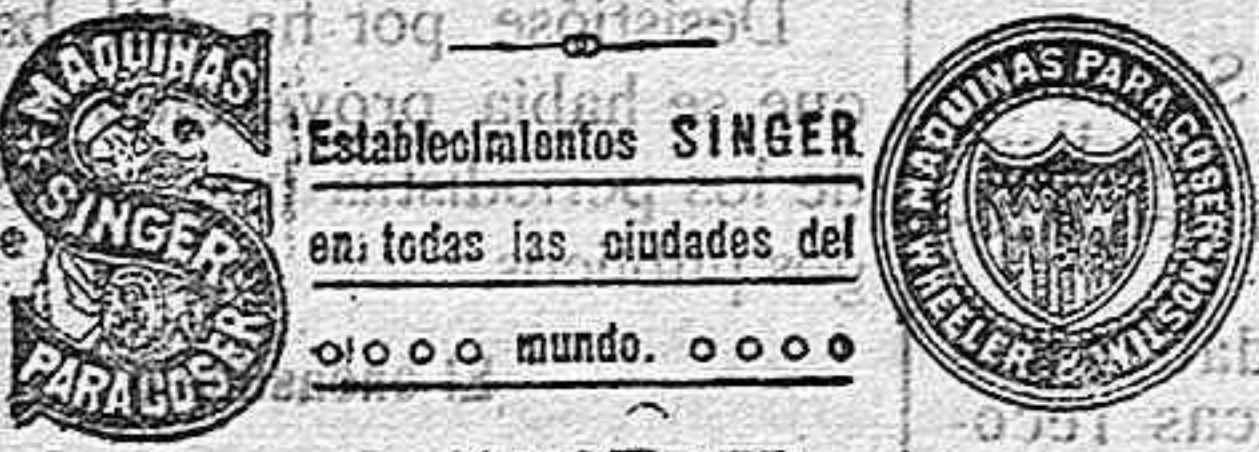 MAQUINAS
SINGER
PARA COSER
Establecimientos SINGER
en todas las ciudades del
mundo.
MAQUINAS PARA COSER
WHEELER & WILSON